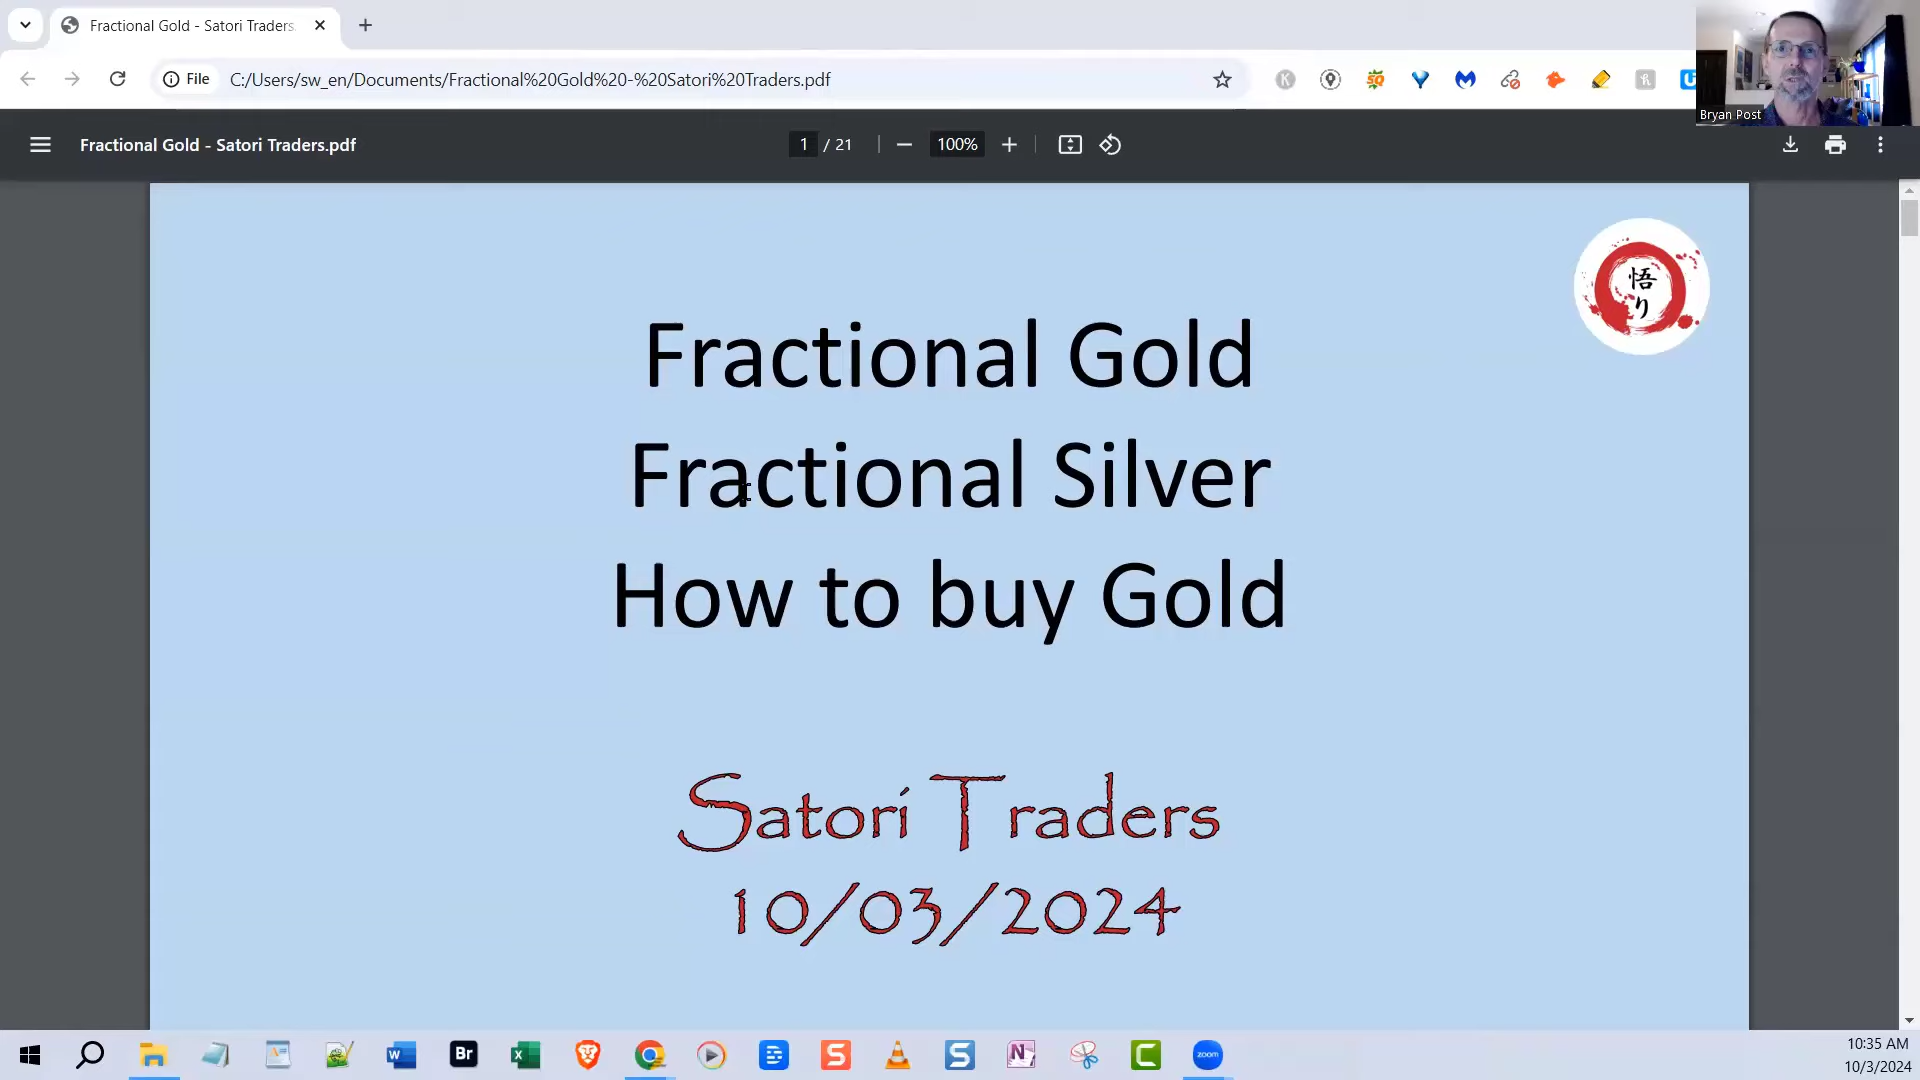 Fractional Gold - Satori Traders.
File
C:/Users/sw_en/Documents/Fractional%20Gold%20-%20Satori%20Traders.pdf
Bryan Post
Fractional Gold - Satori Traders.pdf
1 / 21
100%
悟り
Fractional Gold
Fractional Silver
How to buy Gold
Satori Traders
10/03/2024
Br
zoom
10:35 AM
10/3/2024